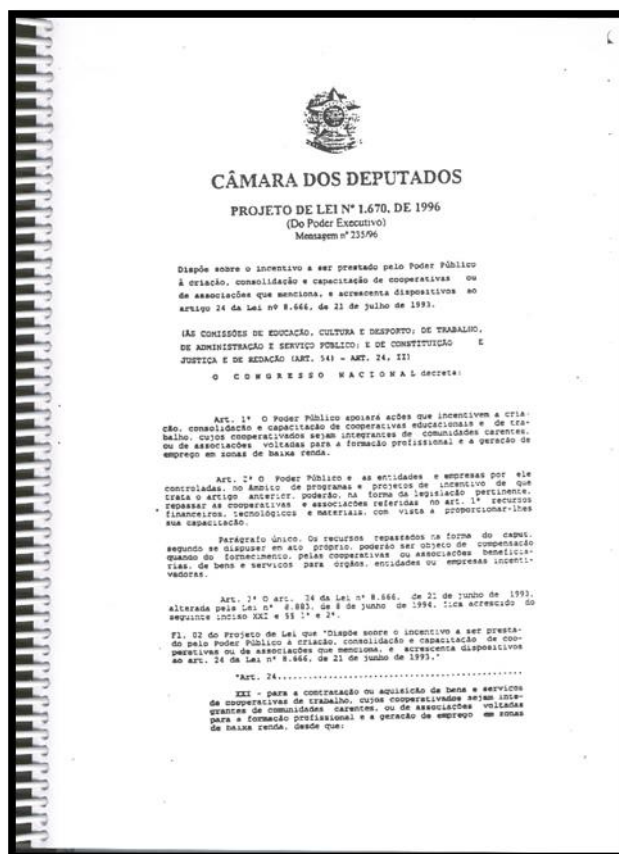 CÂMARA DOS DEPUTADOS
PROJETO DE LEI Nº 1.670, DE 1996
(Do Poder Executivo)
Mensagem nº 235/96
Dispõe sobre o incentivo a ser prestado pelo Poder Público
à criação, consolidação e capacitação de cooperativas ou
de associações que menciona, e acrescenta dispositivos ao
artigo 24 da Lei nº 8.666, de 21 de julho de 1993.
(ÀS COMISSÕES DE EDUCAÇÃO, CULTURA E DESPORTO; DE TRABALHO,
DE ADMINISTRAÇÃO E SERVIÇO PÚBLICO; E DE CONSTITUIÇÃO E
JUSTIÇA E DE REDAÇÃO (ART. 54) - ART. 24, II)
O CONGRESSO NACIONAL decreta:
Art. 1º O Poder Público apoiará ações que incentivem a cria-
ção, consolidação e capacitação de cooperativas educacionais e de tra-
balho, cujos cooperativados sejam integrantes de comunidades carentes,
ou de associações voltadas para a formação profissional e a geração de
emprego em zonas de baixa renda.
Art. 2º O Poder Público e as entidades e empresas por ele
controladas, no âmbito de programas e projetos de incentivo de que
trata o artigo anterior, poderão, na forma da legislação pertinente,
repassar às cooperativas e associações referidas no art. 1º recursos
financeiros, tecnológicos e materiais, com vista a proporcionar-lhes
sua capacitação.
Parágrafo único. Os recursos repassados na forma do caput,
segundo se dispuser em ato próprio, poderão ser objeto de compensação
quando do fornecimento, pelas cooperativas ou associações beneficiá-
rias, de bens e serviços para órgãos, entidades ou empresas incenti-
vadoras.
Art. 3º O art. 24 da Lei nº 8.666, de 21 de junho de 1993,
alterada pela Lei nº 8.883, de 8 de junho de 1994, fica acrescido do
seguinte inciso XXI e §§ 1º e 2º.
Fl. 02 do Projeto de Lei que "Dispõe sobre o incentivo a ser presta-
do pelo Poder Público à criação, consolidação e capacitação de coo-
perativas ou de associações que menciona, e acrescenta dispositivos
ao art. 24 da Lei nº 8.666, de 21 de junho de 1993."
"Art. 24................................................
XXI - para a contratação ou aquisição de bens e serviços
de cooperativas de trabalho, cujos cooperativados sejam inte-
grantes de comunidades carentes, ou de associações voltadas
para a formação profissional e a geração de emprego em zonas
de baixa renda, desde que: